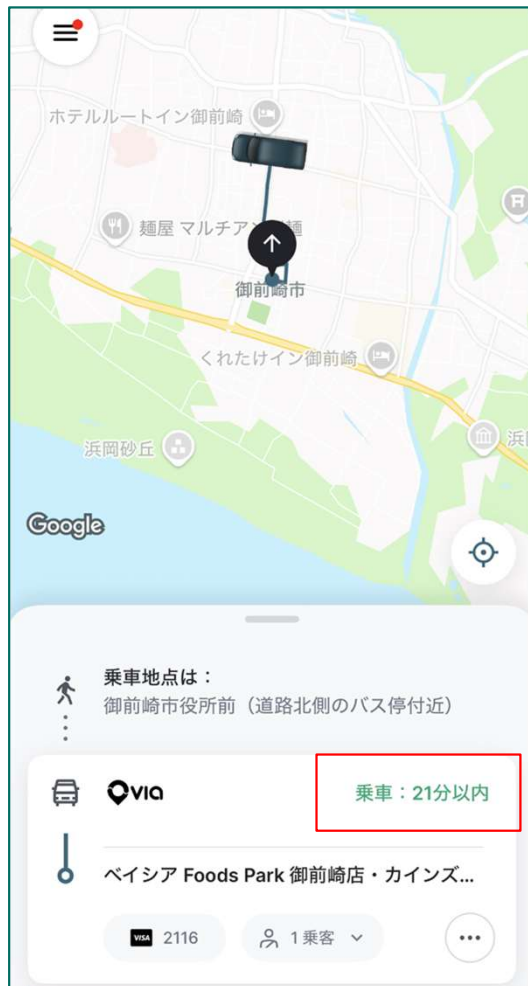 ホテルルートイン御前崎
麺屋 マルチア
麺
御前崎市
くれたけイン御前崎
浜岡砂丘
浜
Google
乗車地点は：
御前崎市役所前（道路北側のバス停付近）
via
乗車：21分以内
ベイシア Foods Park 御前崎店・カインズ...
VISA 2116
1 乗客